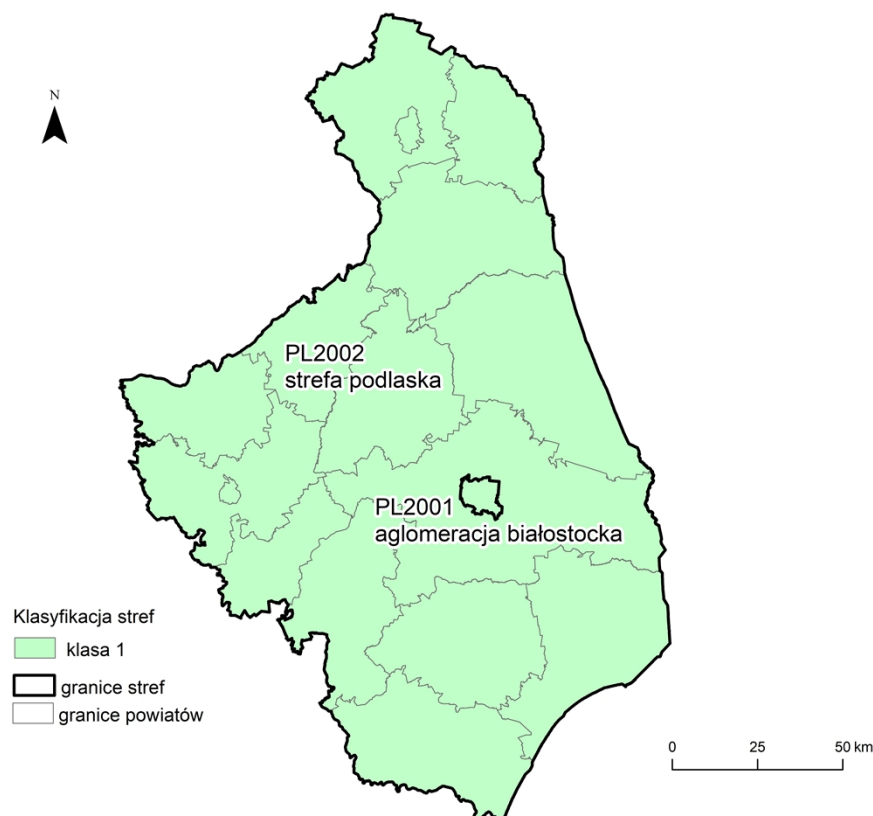 N
PL2002
strefa podlaska
PL2001
aglomeracja białostocka
Klasyfikacja stref
klasa 1
granice stref
granice powiatów
0 25 50 km